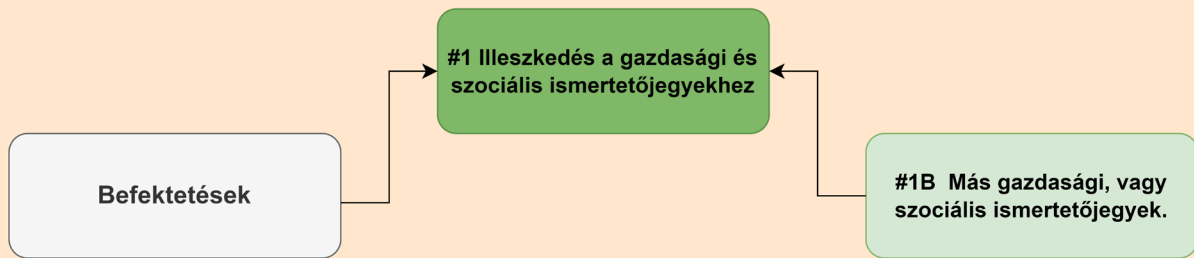 #1 Illeszkedés a gazdasági és
szociális ismertetőjegyekhez
Befektetések
#1B  Más gazdasági, vagy
szociális ismertetőjegyek.